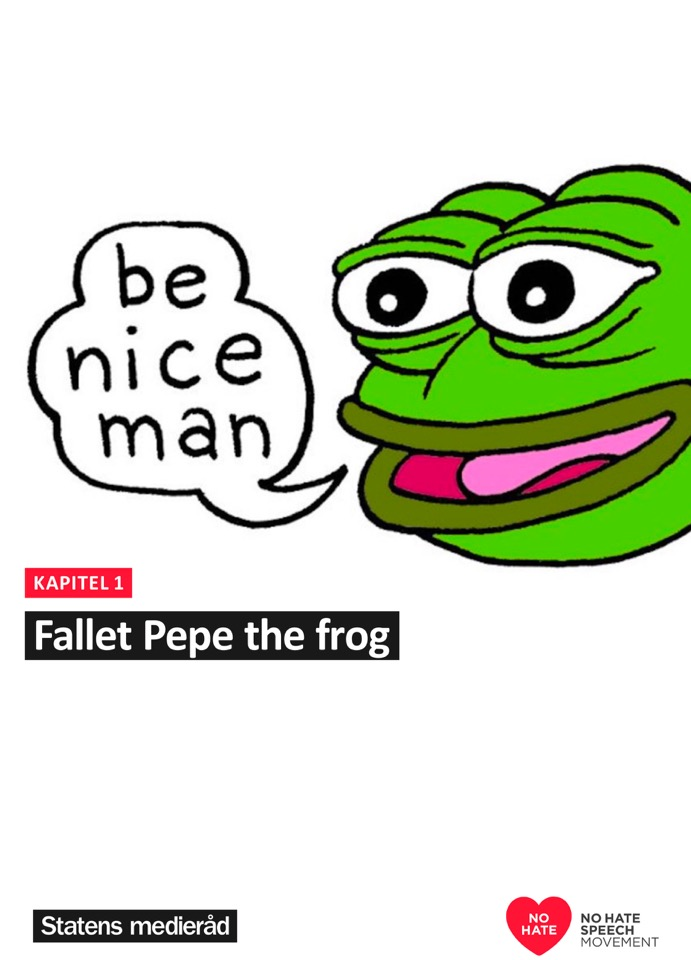 be
nice
man
KAPITEL 1
Fallet Pepe the frog
Statens medieråd
NO
HATE
NO HATE
SPEECH
MOVEMENT